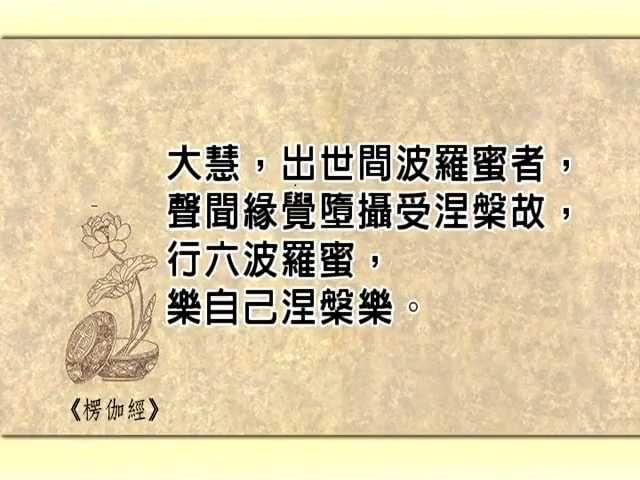 大慧，出世間波羅蜜者，
聲聞緣覺墮攝受涅槃故，
行六波羅蜜，
樂自己涅槃樂。
《楞伽經》